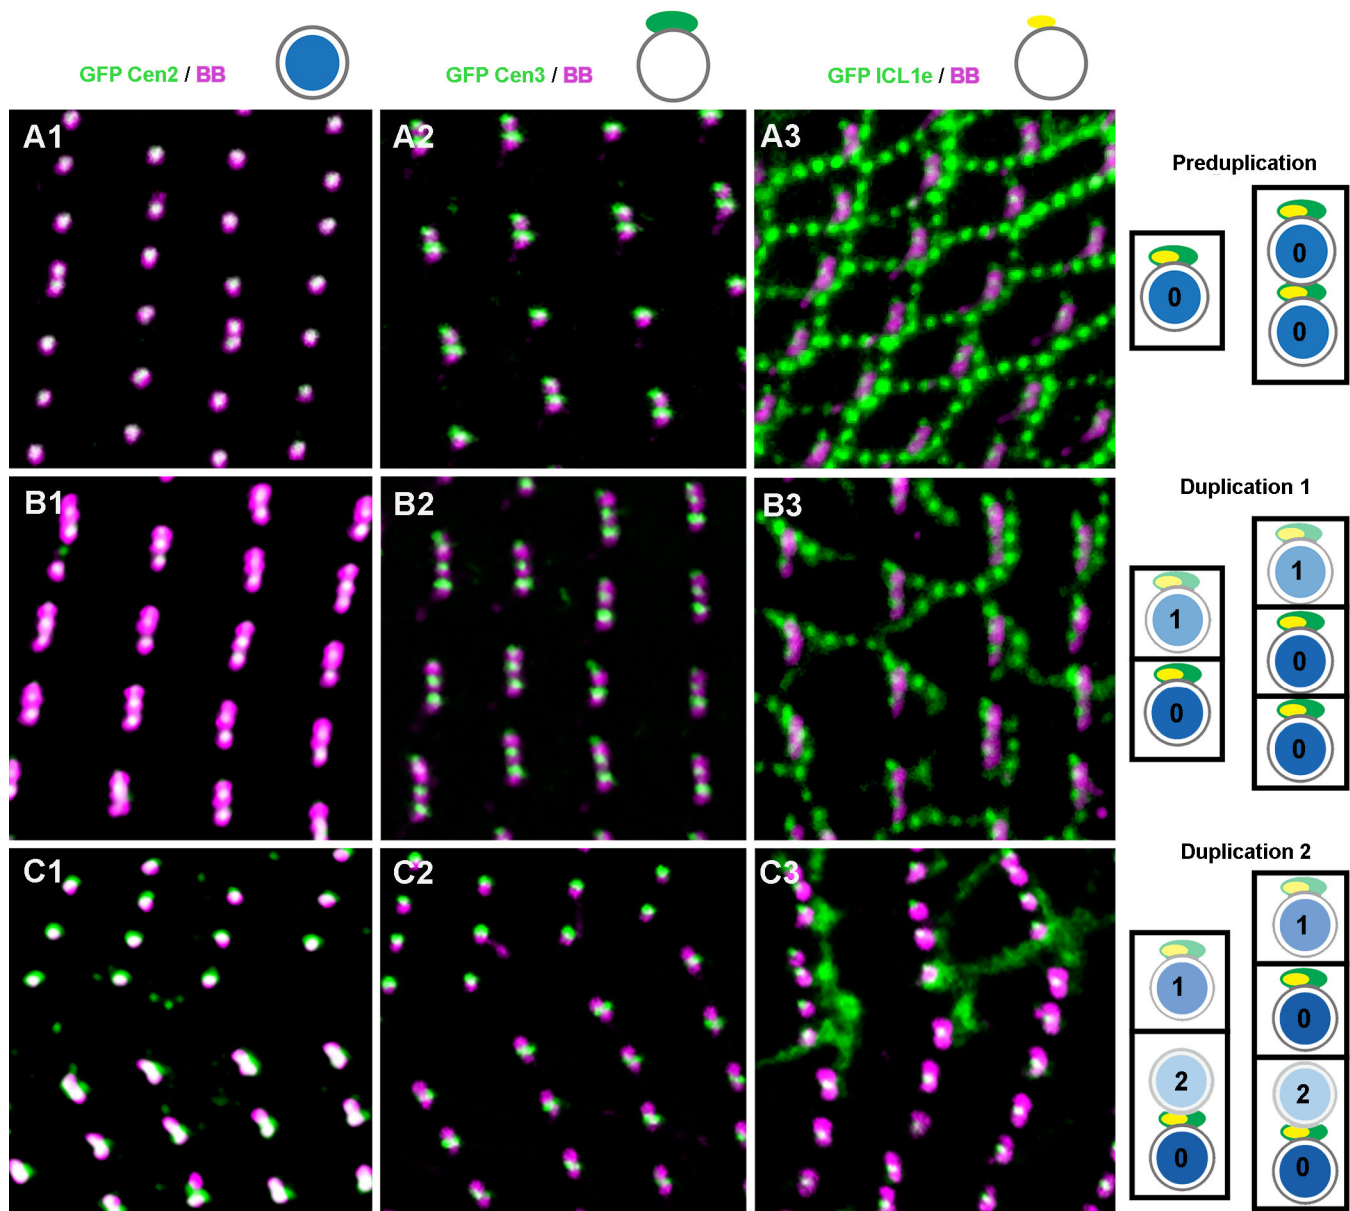 GFP Cen2 / BB
GFP Cen3 / BB
GFP ICL1e / BB
A1
A2
A3
Preduplication
0
0
0
B1
B2
B3
Duplication 1
1
0
1
0
0
C1
C2
C3
Duplication 2
1
2
0
1
0
2
0